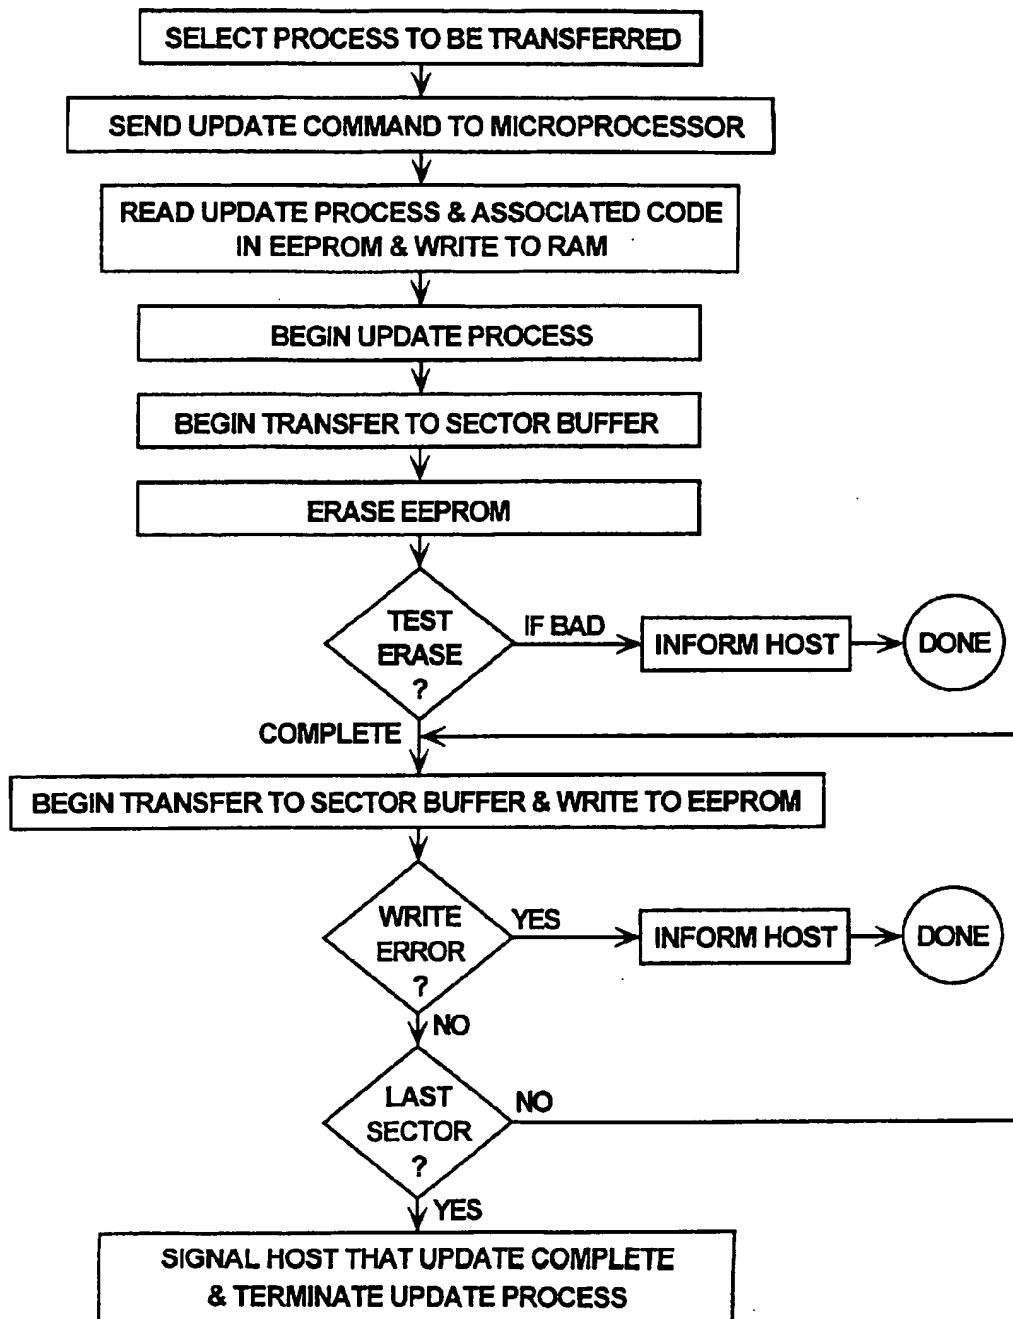 SELECT PROCESS TO BE TRANSFERRED
SEND UPDATE COMMAND TO MICROPROCESSOR
READ UPDATE PROCESS & ASSOCIATED CODE
IN EEPROM & WRITE TO RAM
BEGIN UPDATE PROCESS
BEGIN TRANSFER TO SECTOR BUFFER
ERASE EEPROM
TEST
ERASE
?
IF BAD
INFORM HOST
DONE
COMPLETE
BEGIN TRANSFER TO SECTOR BUFFER & WRITE TO EEPROM
WRITE
ERROR
?
YES
INFORM HOST
DONE
NO
LAST
SECTOR
?
NO
YES
SIGNAL HOST THAT UPDATE COMPLETE
& TERMINATE UPDATE PROCESS